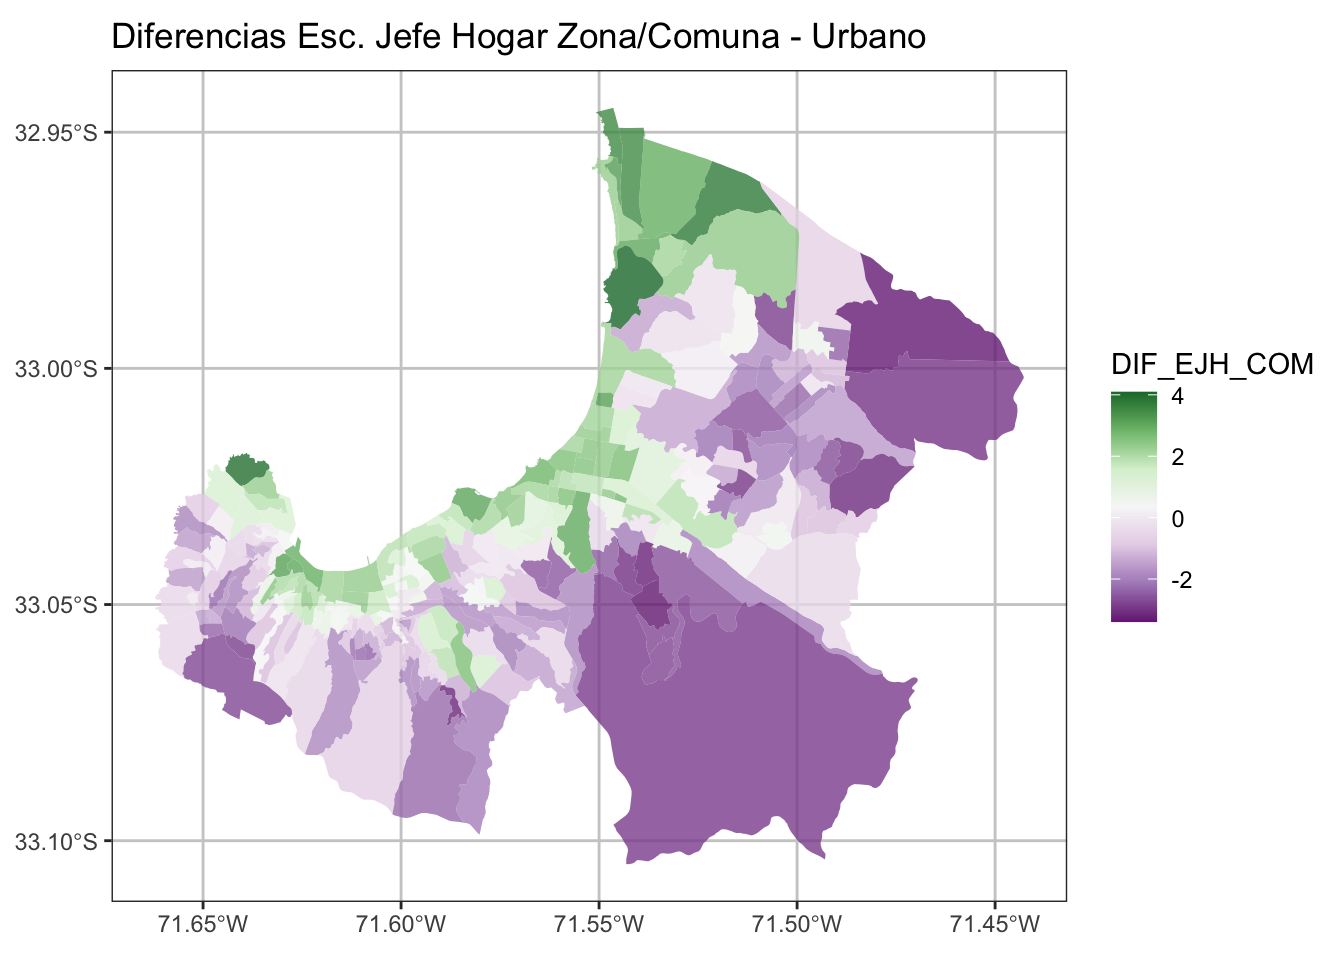 Diferencias Esc. Jefe Hogar Zona/Comuna - Urbano
32.95°S
33.00°S
33.05°S
33.10°S
71.65°W
71.60°W
71.55°W
71.50°W
71.45°W
DIF_EJH_COM
4
2
0
-2